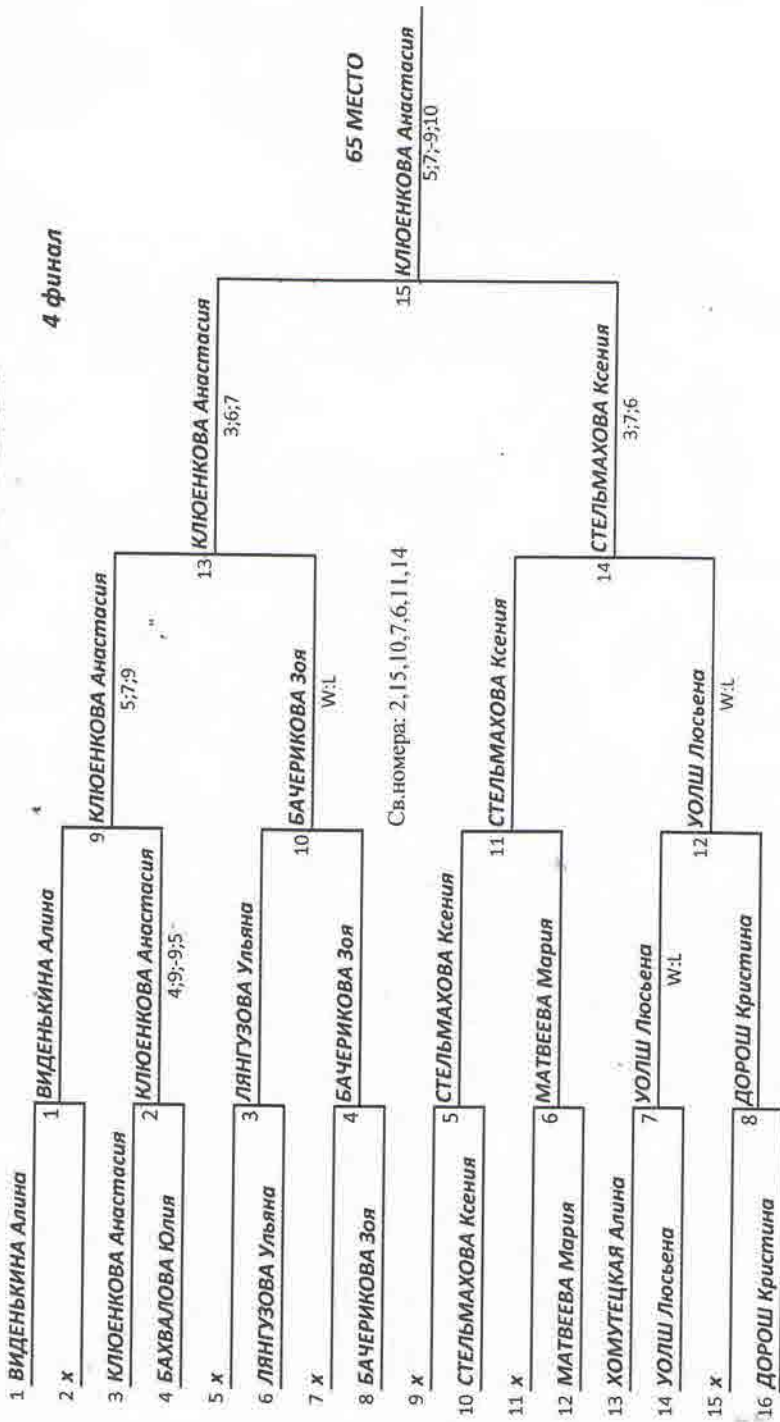 4 финал
1 ВИДЕНЬКИНА Алина
2 х
3 КЛЮЕНКОВА Анастасия
4 БАХВАЛОВА Юлия
5 х
6 ЛЯНГУЗОВА Ульяна
7 х
8 БАЧЕРИКОВА Зоя
9 х
10 СТЕЛЬМАХОВА Ксения
11 х
12 МАТВЕЕВА Мария
13 ХОМУТЕЦКАЯ Алина
14 УОЛШ Люсьена
15 х
16 ДОРОШ Кристина
1 ВИДЕНЬКИНА Алина
2 КЛЮЕНКОВА Анастасия
4;9;-9;5
3 ЛЯНГУЗОВА Ульяна
4 БАЧЕРИКОВА Зоя
5 СТЕЛЬМАХОВА Ксения
6 МАТВЕЕВА Мария
7 УОЛШ Люсьена
W:L
8 ДОРОШ Кристина
9 КЛЮЕНКОВА Анастасия
5;7;9
10 БАЧЕРИКОВА Зоя
W:L
Св.номера: 2,15,10,7,6,11,14
11 СТЕЛЬМАХОВА Ксения
12 УОЛШ Люсьена
W:L
13 КЛЮЕНКОВА Анастасия
3;6;7
14 СТЕЛЬМАХОВА Ксения
3;7;6
65 МЕСТО
15 КЛЮЕНКОВА Анастасия
5;7;-9;10